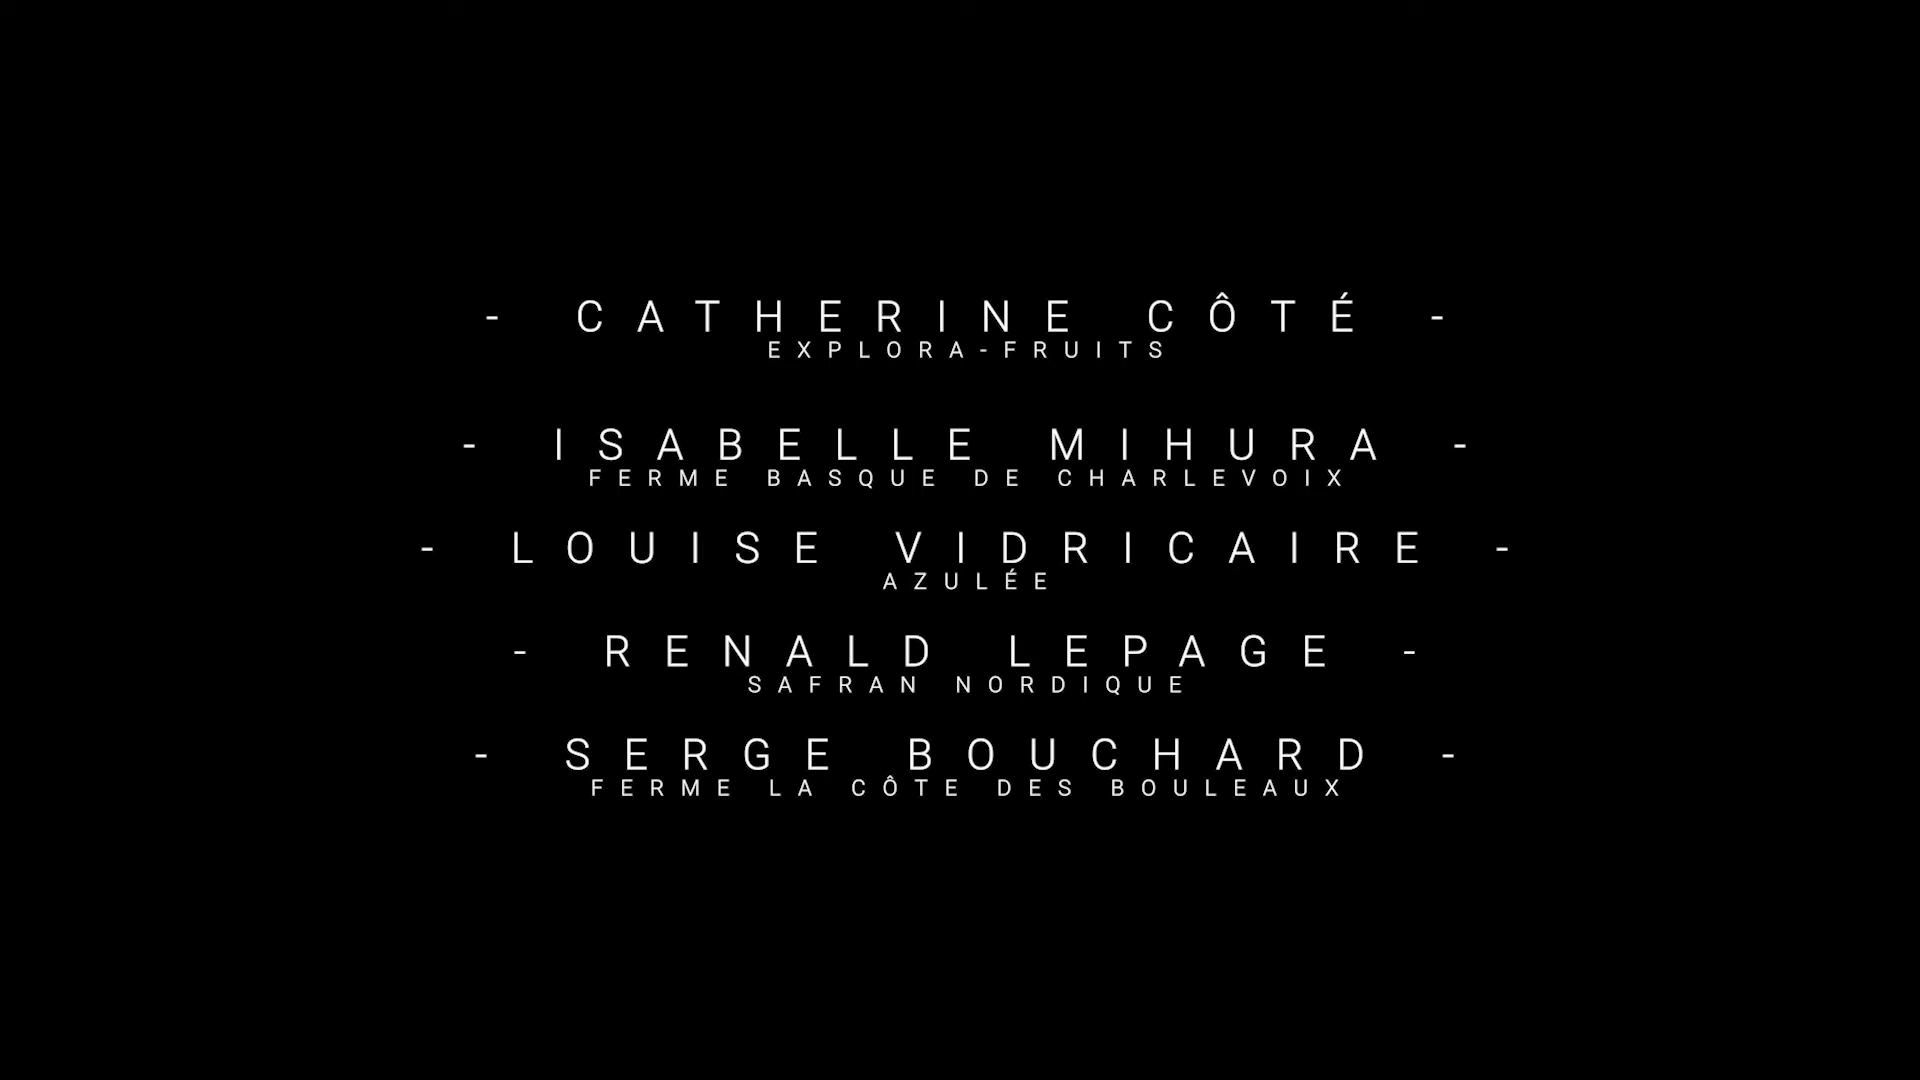 - CATHERINE CÔTÉ -
EXPLORA-FRUITS
- ISABELLE MIHURA -
FERME BASQUE DE CHARLEVOIX
- LOUISE VIDRICAIRE -
AZULÉE
- RENALD LEPAGE -
SAFRAN NORDIQUE
- SERGE BOUCHARD -
FERME LA CÔTE DES BOULEAUX